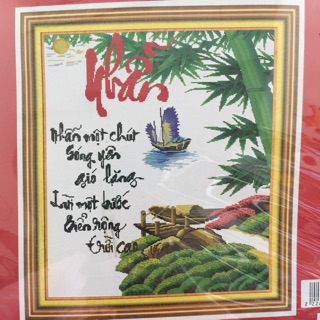 Nhẫn
Nhẫn một chút
Sóng yên
gió lặng
Lùi một bước
biển rộng
trời cao